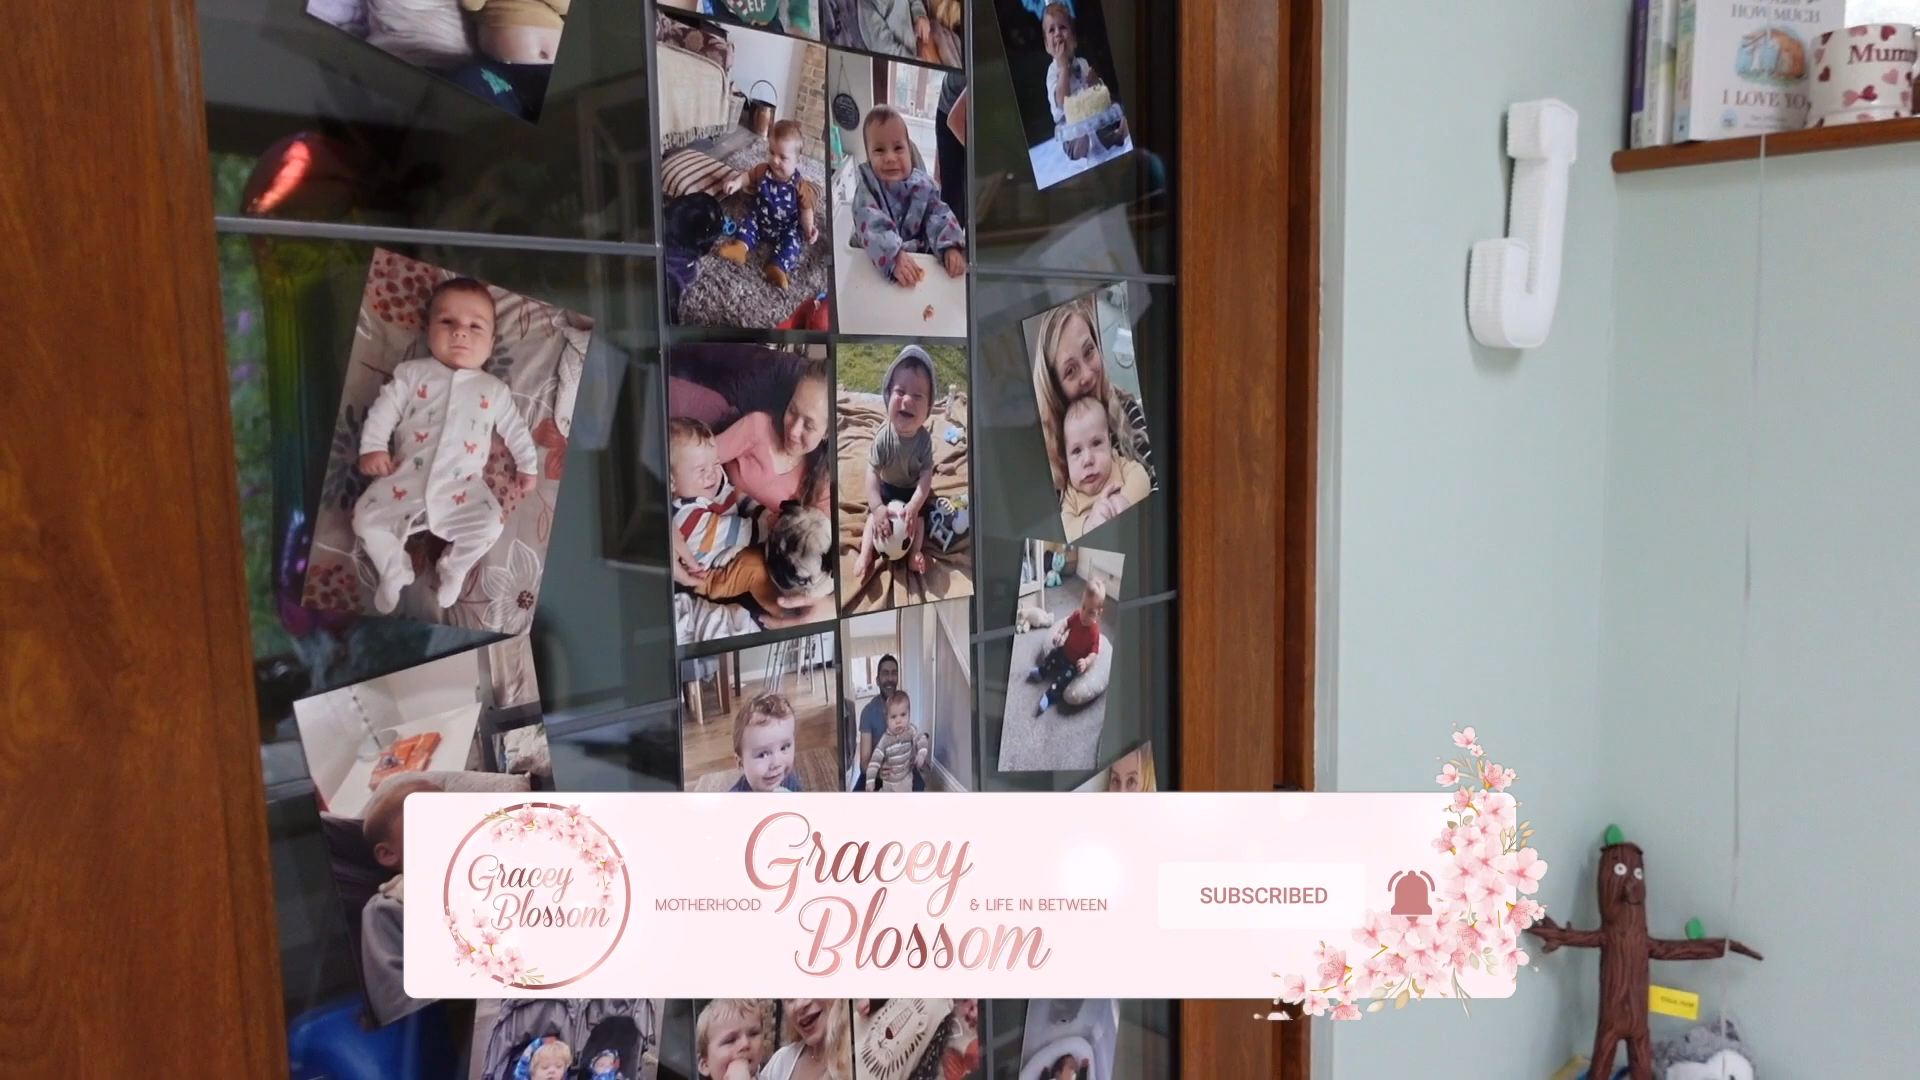 ELF
HOW MUCH
I LOVE YO
Mum
J
Gracey
Blossom
MOTHERHOOD
Gracey
Blossom
& LIFE IN BETWEEN
SUBSCRIBED